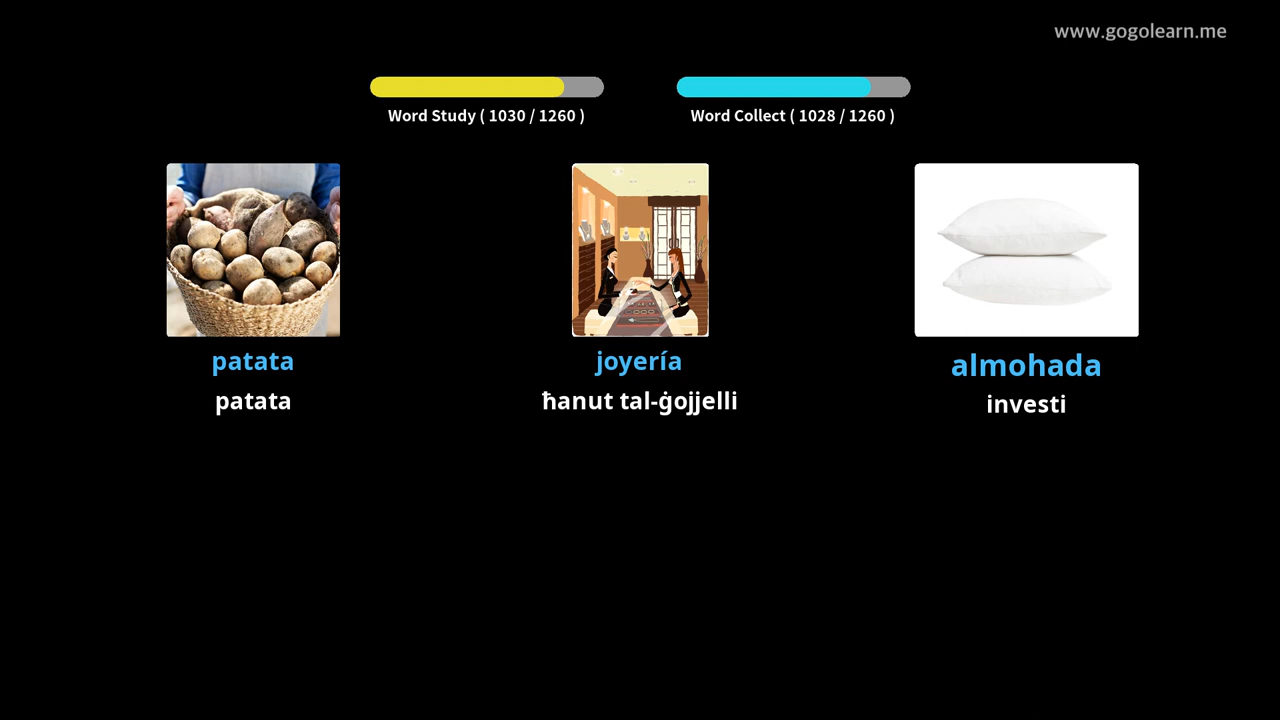 www.gogolearn.me
Word Study ( 1030 / 1260 )
Word Collect ( 1028 / 1260 )
patata
patata
joyería
ħanut tal-ġojjelli
almohada
investi